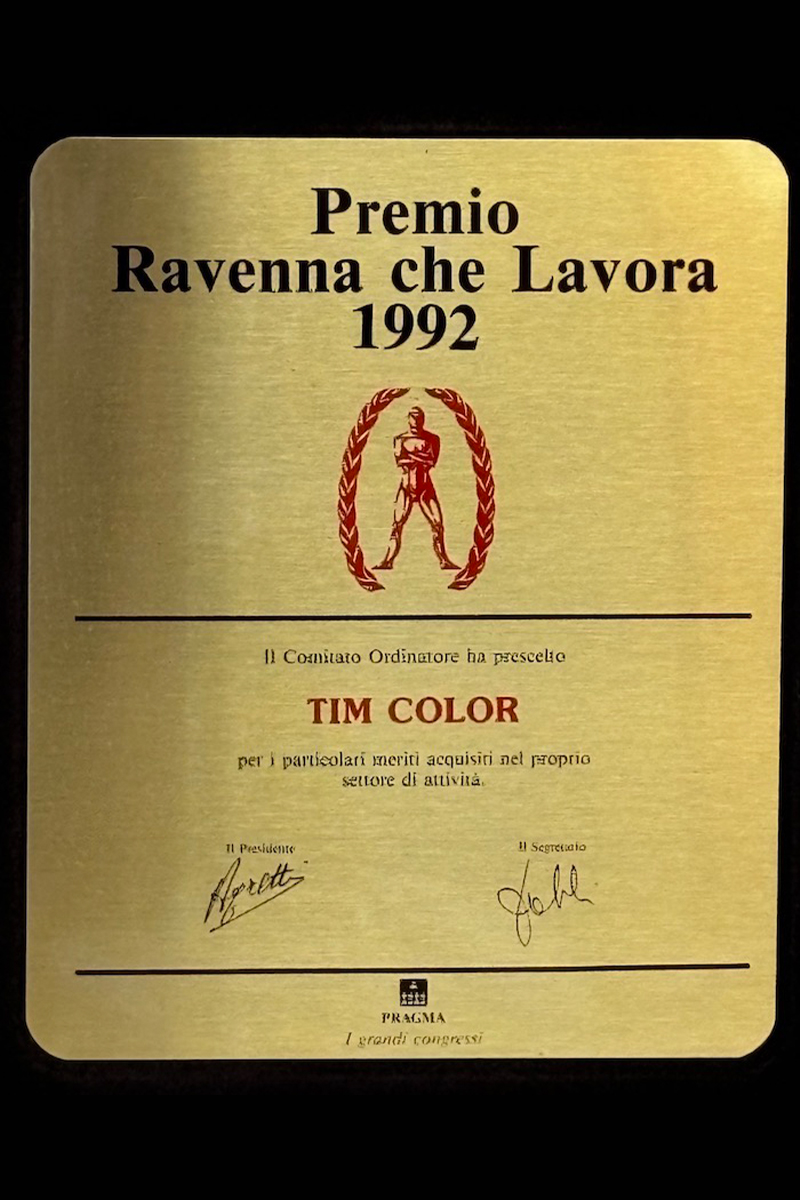 Premio
Ravenna che Lavora
1992
Il Comitato Ordinatore ha prescelto
TIM COLOR
per i particolari meriti acquisiti nel proprio
settore di attività.
Il Presidente
Il Segretario
PRAGMA
I grandi congressi